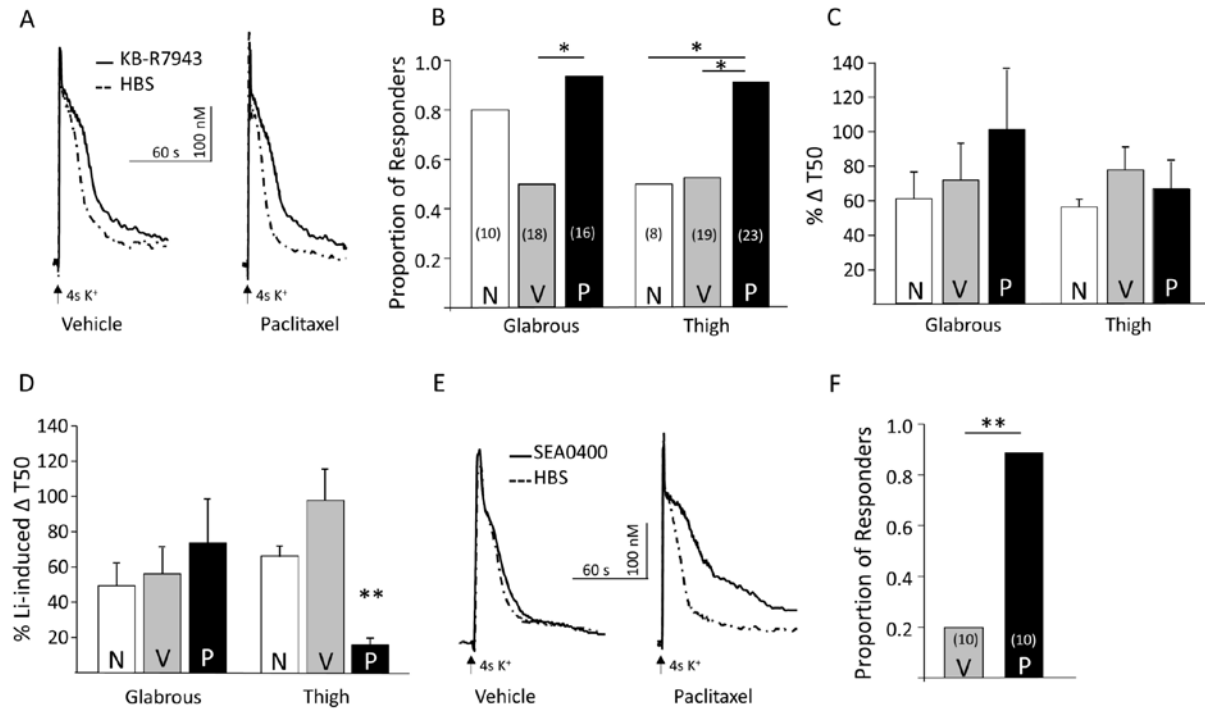 A
KB-R7943
HBS
60 s
100 nM
4s K⁺
4s K⁺
Vehicle
Paclitaxel
B
Proportion of Responders
1.0
0.8
0.6
0.4
0.2
*
*
*
(10)
(18)
(16)
(8)
(19)
(23)
N
V
P
N
V
P
Glabrous
Thigh
C
% Δ T50
140
120
100
80
60
40
20
N
V
P
N
V
P
Glabrous
Thigh
D
% Li-induced Δ T50
140
120
100
80
60
40
20
**
N
V
P
N
V
P
Glabrous
Thigh
E
SEA0400
HBS
60 s
100 nM
4s K⁺
4s K⁺
Vehicle
Paclitaxel
F
Proportion of Responders
1.0
0.8
0.6
0.4
0.2
**
(10)
(10)
V
P